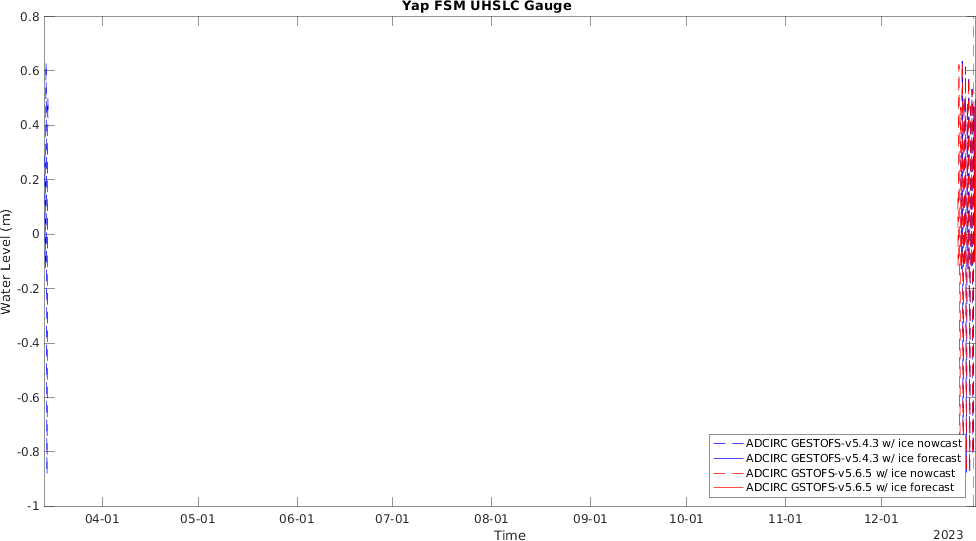 Yap FSM UHSLC Gauge
0.8
0.6
0.4
0.2
0
-0.2
-0.4
-0.6
-0.8
-1
Water Level (m)
ADCIRC GESTOFS-v5.4.3 w/ ice nowcast
ADCIRC GESTOFS-v5.4.3 w/ ice forecast
ADCIRC GSTOFS-v5.6.5 w/ ice nowcast
ADCIRC GSTOFS-v5.6.5 w/ ice forecast
04-01 05-01 06-01 07-01 08-01 09-01 10-01 11-01 12-01
Time
2023